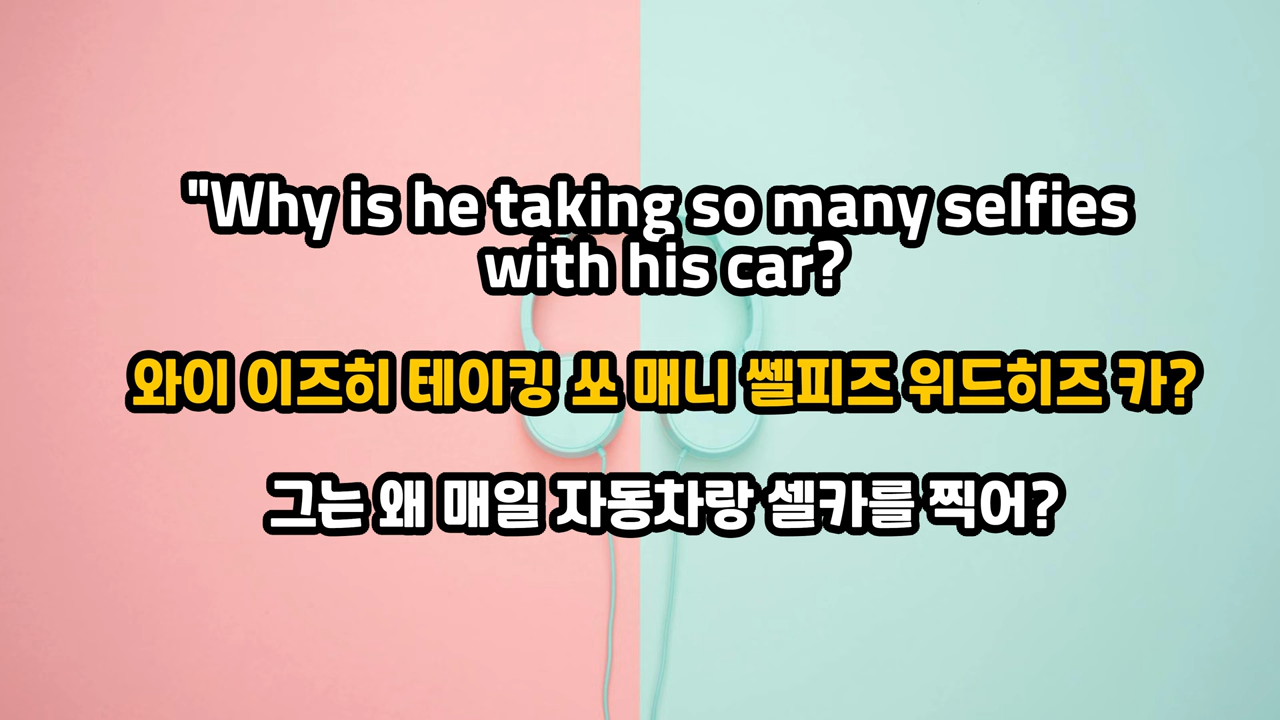 "Why is he taking so many selfies
with his car?
와이 이즈히 테이킹 쏘 매니 쎌피즈 위드히즈 카?
그는 왜 매일 자동차랑 셀카를 찍어?